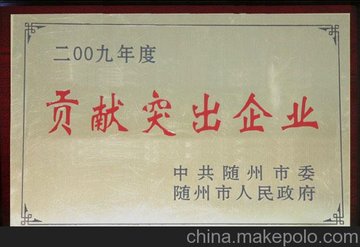 二00九年度
贡献突出企业
中共随州市委
随州市人民政府
china.makepolo.com